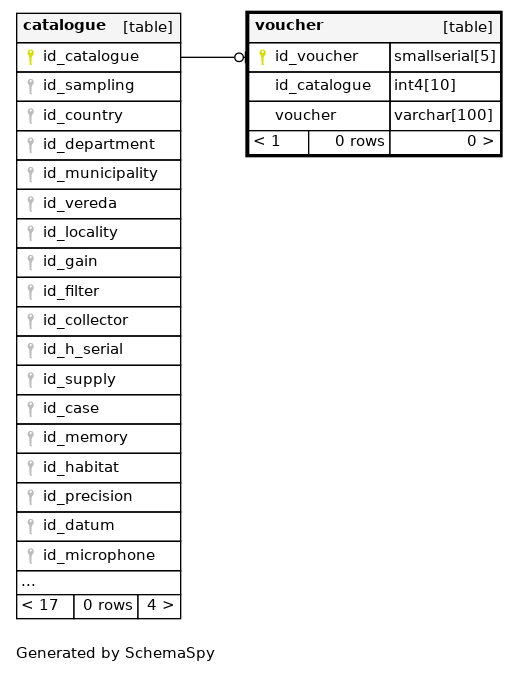 catalogue [table]
id_catalogue
id_sampling
id_country
id_department
id_municipality
id_vereda
id_locality
id_gain
id_filter
id_collector
id_h_serial
id_supply
id_case
id_memory
id_habitat
id_precision
id_datum
id_microphone
...
< 17 0 rows 4 >
voucher [table]
id_voucher smallserial[5]
id_catalogue int4[10]
voucher varchar[100]
< 1 0 rows 0 >
Generated by SchemaSpy